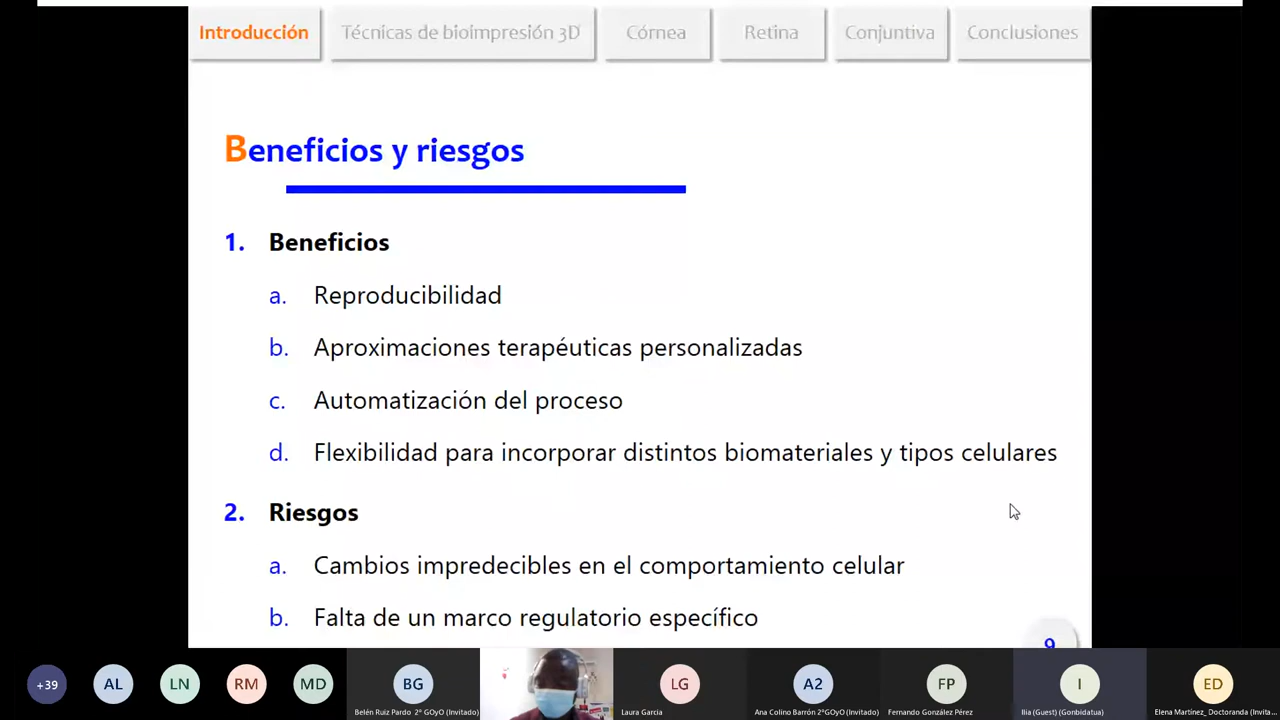 Introducción
Técnicas de bioimpresión 3D
Córnea
Retina
Conjuntiva
Conclusiones
Beneficios y riesgos
1. Beneficios
a. Reproducibilidad
b. Aproximaciones terapéuticas personalizadas
c. Automatización del proceso
d. Flexibilidad para incorporar distintos biomateriales y tipos celulares
2. Riesgos
a. Cambios impredecibles en el comportamiento celular
b. Falta de un marco regulatorio específico
9
+39
AL
LN
RM
MD
BG
LG
A2
FP
I
ED
Belén Ruiz Pardo 2º GOyO (Invitado)
Laura Garcia
Ana Colino Barrón 2ºGOyO (Invitado)
Fernando González Pérez
Ilia (Guest) (Gonbidatua)
Elena Martínez_Doctoranda (Invita...